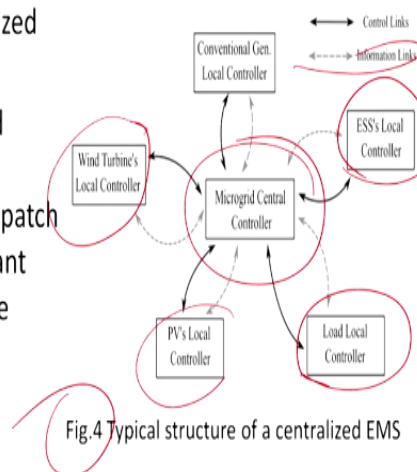 zed
patch
ant
Control Links
Information Links
Conventional Gen.
Local Controller
ESS's Local
Controller
Wind Turbine's
Local Controller
Microgrid Central
Controller
PV's Local
Controller
Load Local
Controller
Fig.4 Typical structure of a centralized EMS